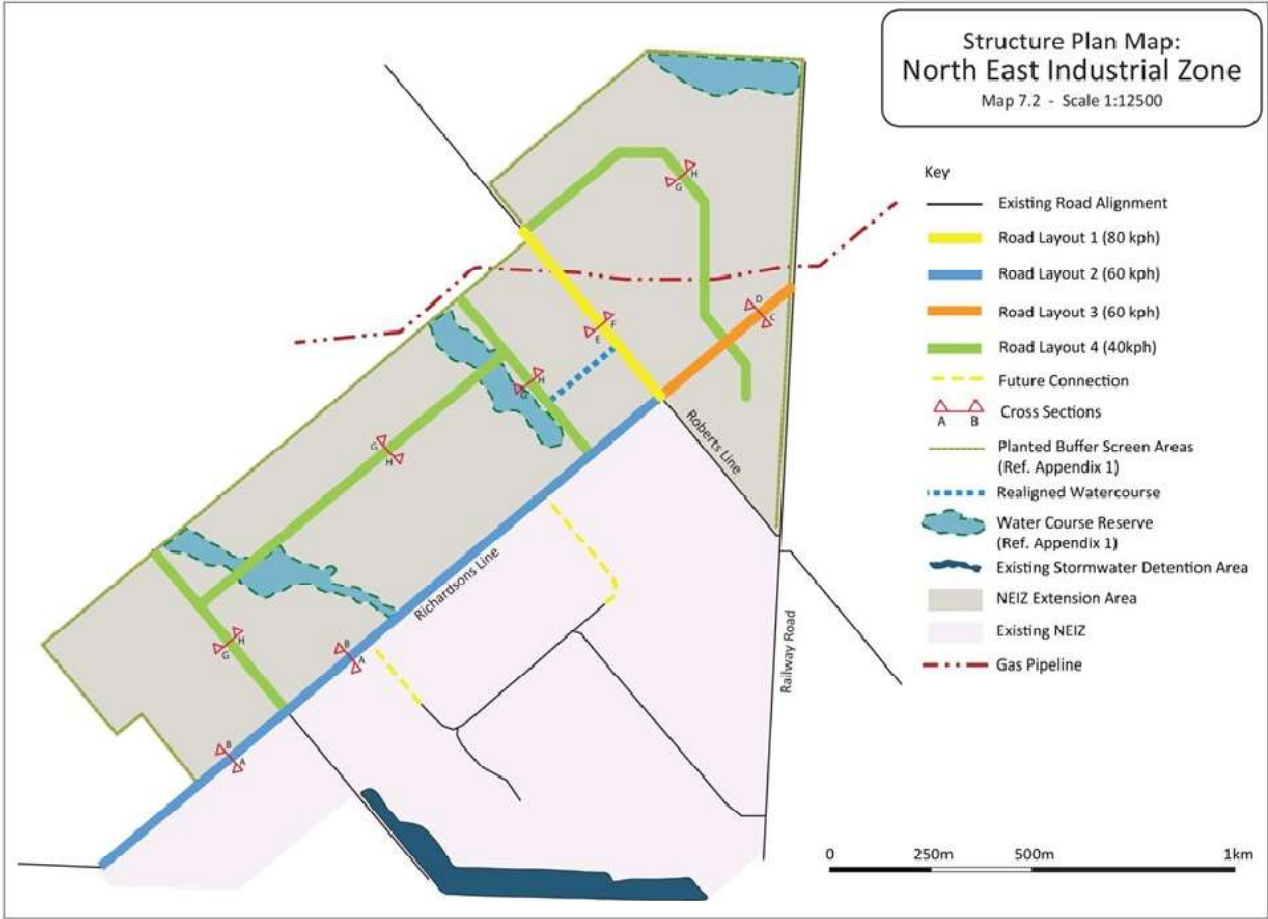 Structure Plan Map:
North East Industrial Zone
Map 7.2 - Scale 1:12500
Key
Existing Road Alignment
Road Layout 1 (80 kph)
Road Layout 2 (60 kph)
Road Layout 3 (60 kph)
Road Layout 4 (40kph)
Future Connection
Cross Sections
A B
Planted Buffer Screen Areas
(Ref. Appendix 1)
Realigned Watercourse
Water Course Reserve
(Ref. Appendix 1)
Existing Stormwater Detention Area
NEIZ Extension Area
Existing NEIZ
Gas Pipeline
G H
D
C
F
E
G H
G
H
Roberts Line
Richardsons Line
Railway Road
G H
B
A
B
A
0 250m 500m 1km